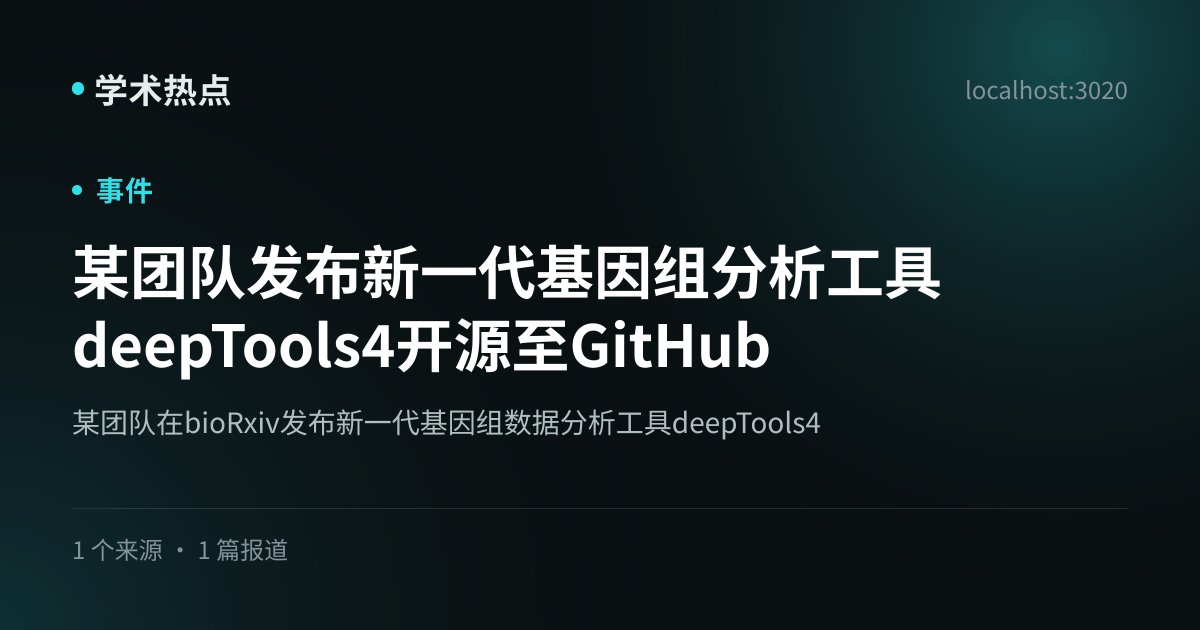 学术热点
localhost:3020
事件
某团队发布新一代基因组分析工具
deepTools4开源至GitHub
某团队在bioRxiv发布新一代基因组数据分析工具deepTools4
1 个来源 · 1 篇报道